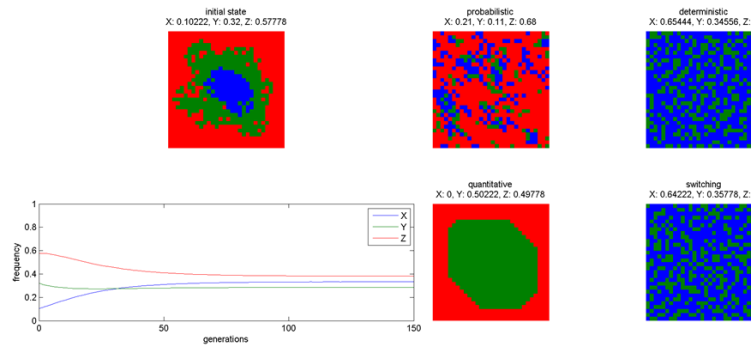 initial state
X: 0.10222, Y: 0.32, Z: 0.57778
probabilistic
X: 0.21, Y: 0.11, Z: 0.68
deterministic
X: 0.65444, Y: 0.34556, Z:
1
0.8
0.6
0.4
0.2
0
frequency
X
Y
Z
0
50
100
150
generations
quantitative
X: 0, Y: 0.50222, Z: 0.49778
switching
X: 0.64222, Y: 0.35778, Z: